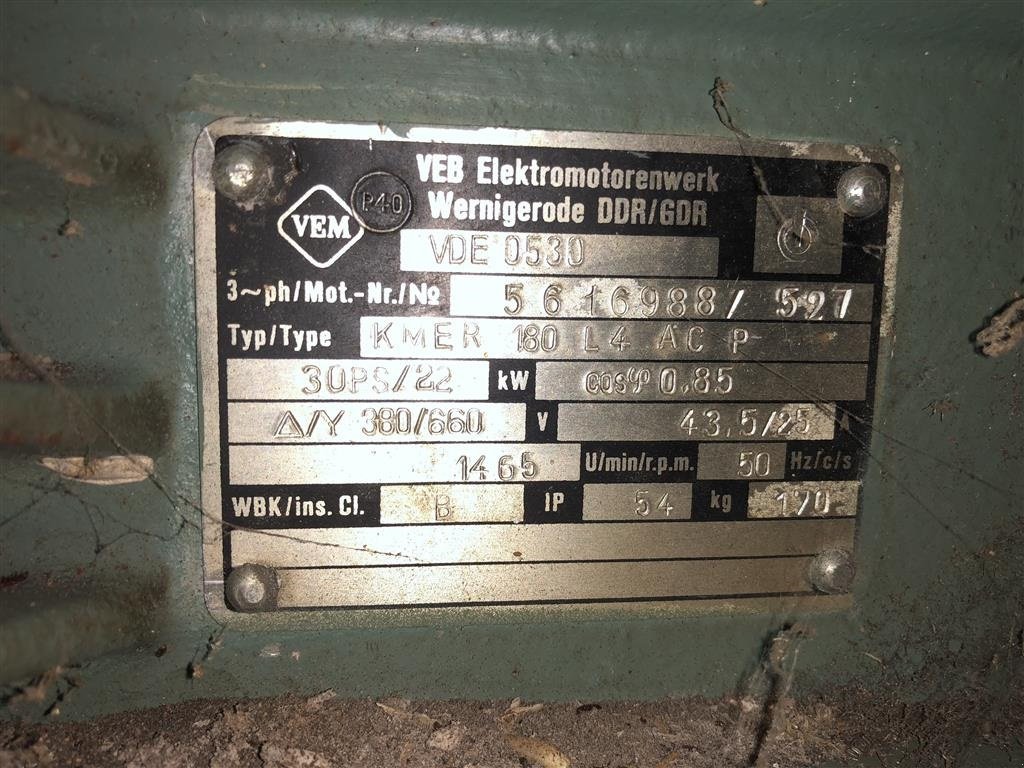 VEB Elektromotorenwerk
Wernigerode DDR/GDR
VEM
P40
VDE 0530
3~ph/Mot.-Nr./No 5616988/ 527
Typ/Type KMER 180 L4 AC P
30PS/22 kW cosφ 0.85
△/Y 380/660 V 43,5/25 A
1465 U/min/r.p.m. 50 Hz/c/s
WBK/ins. Cl. B IP 54 kg 170